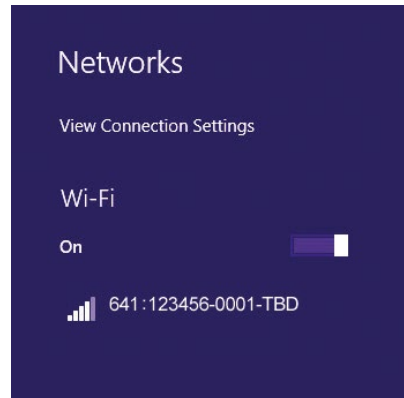 Networks
View Connection Settings
Wi-Fi
On
641:123456-0001-TBD